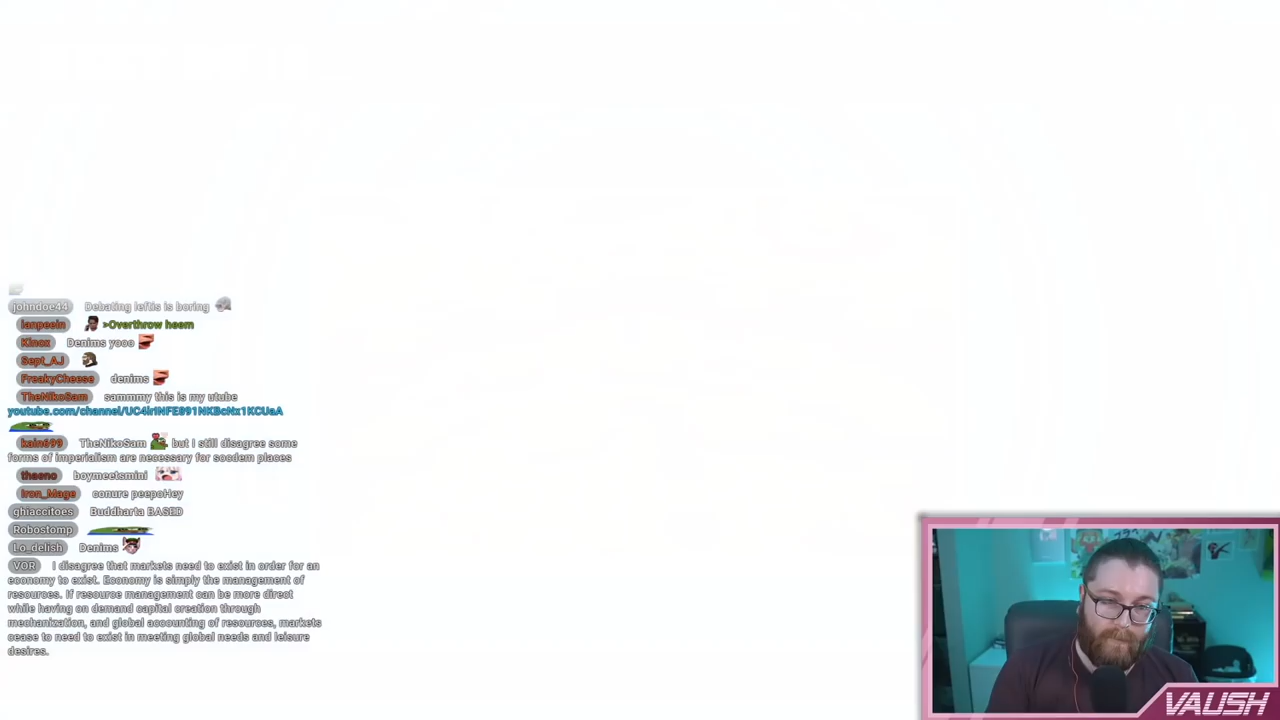 johndoe44 Debating leftis is boring
ianpeein >Overthrow heem
Kinox Denims yooo
Sept_AJ
FreakyCheese denims
TheNikoSam sammmy this is my utube
kain699 TheNikoSam but I still disagree some
forms of imperialism are necessary for socdem places
thaeno boymeetsmini
Iron_Mage conure peepoHey
ghiaccitoes Buddharta BASED
Robostomp
Lo_delish Denims
VOR I disagree that markets need to exist in order for an
economy to exist. Economy is simply the management of
resources. If resource management can be more direct
while having on demand capital creation through
mechanization, and global accounting of resources, markets
cease to need to exist in meeting global needs and leisure
desires.
VAUSH